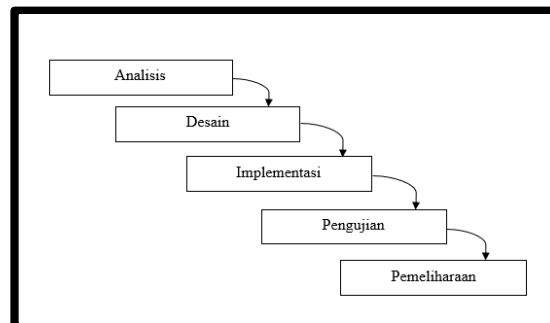 Analisis
Desain
Implementasi
Pengujian
Pemeliharaan